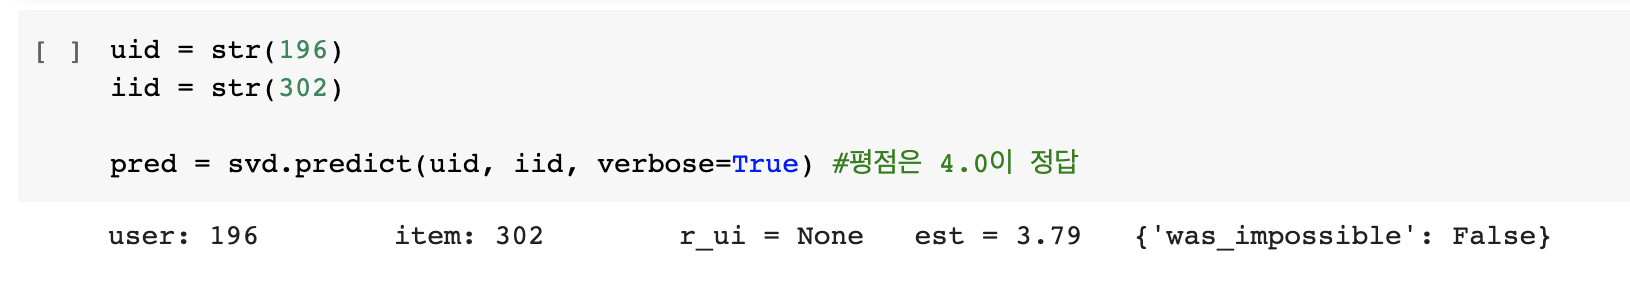 [ ] uid = str(196)
iid = str(302)
pred = svd.predict(uid, iid, verbose=True) #평점은 4.0이 정답
user: 196 item: 302 r_ui = None est = 3.79 {'was_impossible': False}